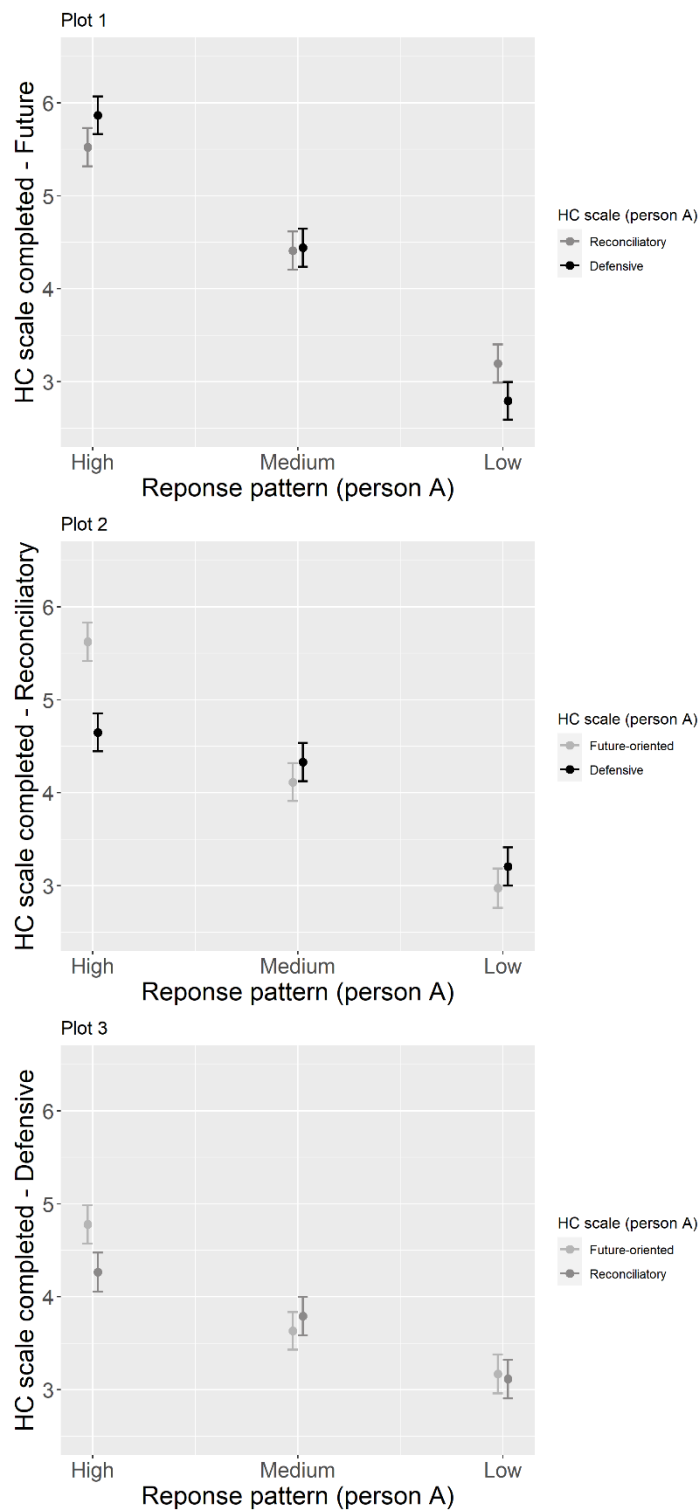 Plot 1
HC scale completed - Future
6
5
4
3
High Medium Low
Reponse pattern (person A)
HC scale (person A)
Reconciliatory
Defensive
Plot 2
HC scale completed - Reconciliatory
6
5
4
3
High Medium Low
Reponse pattern (person A)
HC scale (person A)
Future-oriented
Defensive
Plot 3
HC scale completed - Defensive
6
5
4
3
High Medium Low
Reponse pattern (person A)
HC scale (person A)
Future-oriented
Reconciliatory